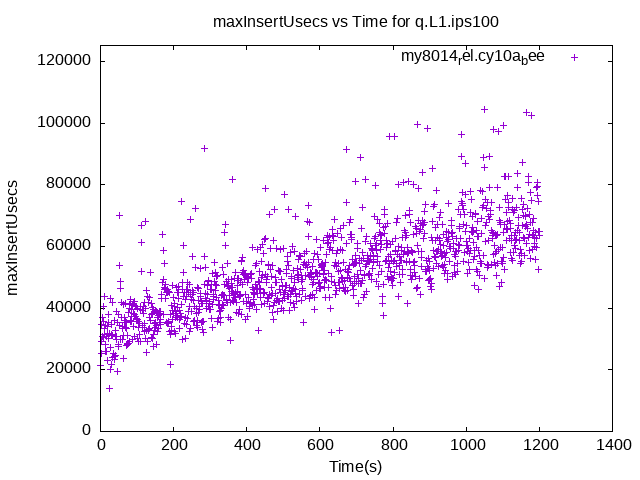 maxInsertUsecs vs Time for q.L1.ips100
my8014rel.cy10abee
120000
100000
80000
60000
40000
20000
0
maxInsertUsecs
0 200 400 600 800 1000 1200 1400
Time(s)